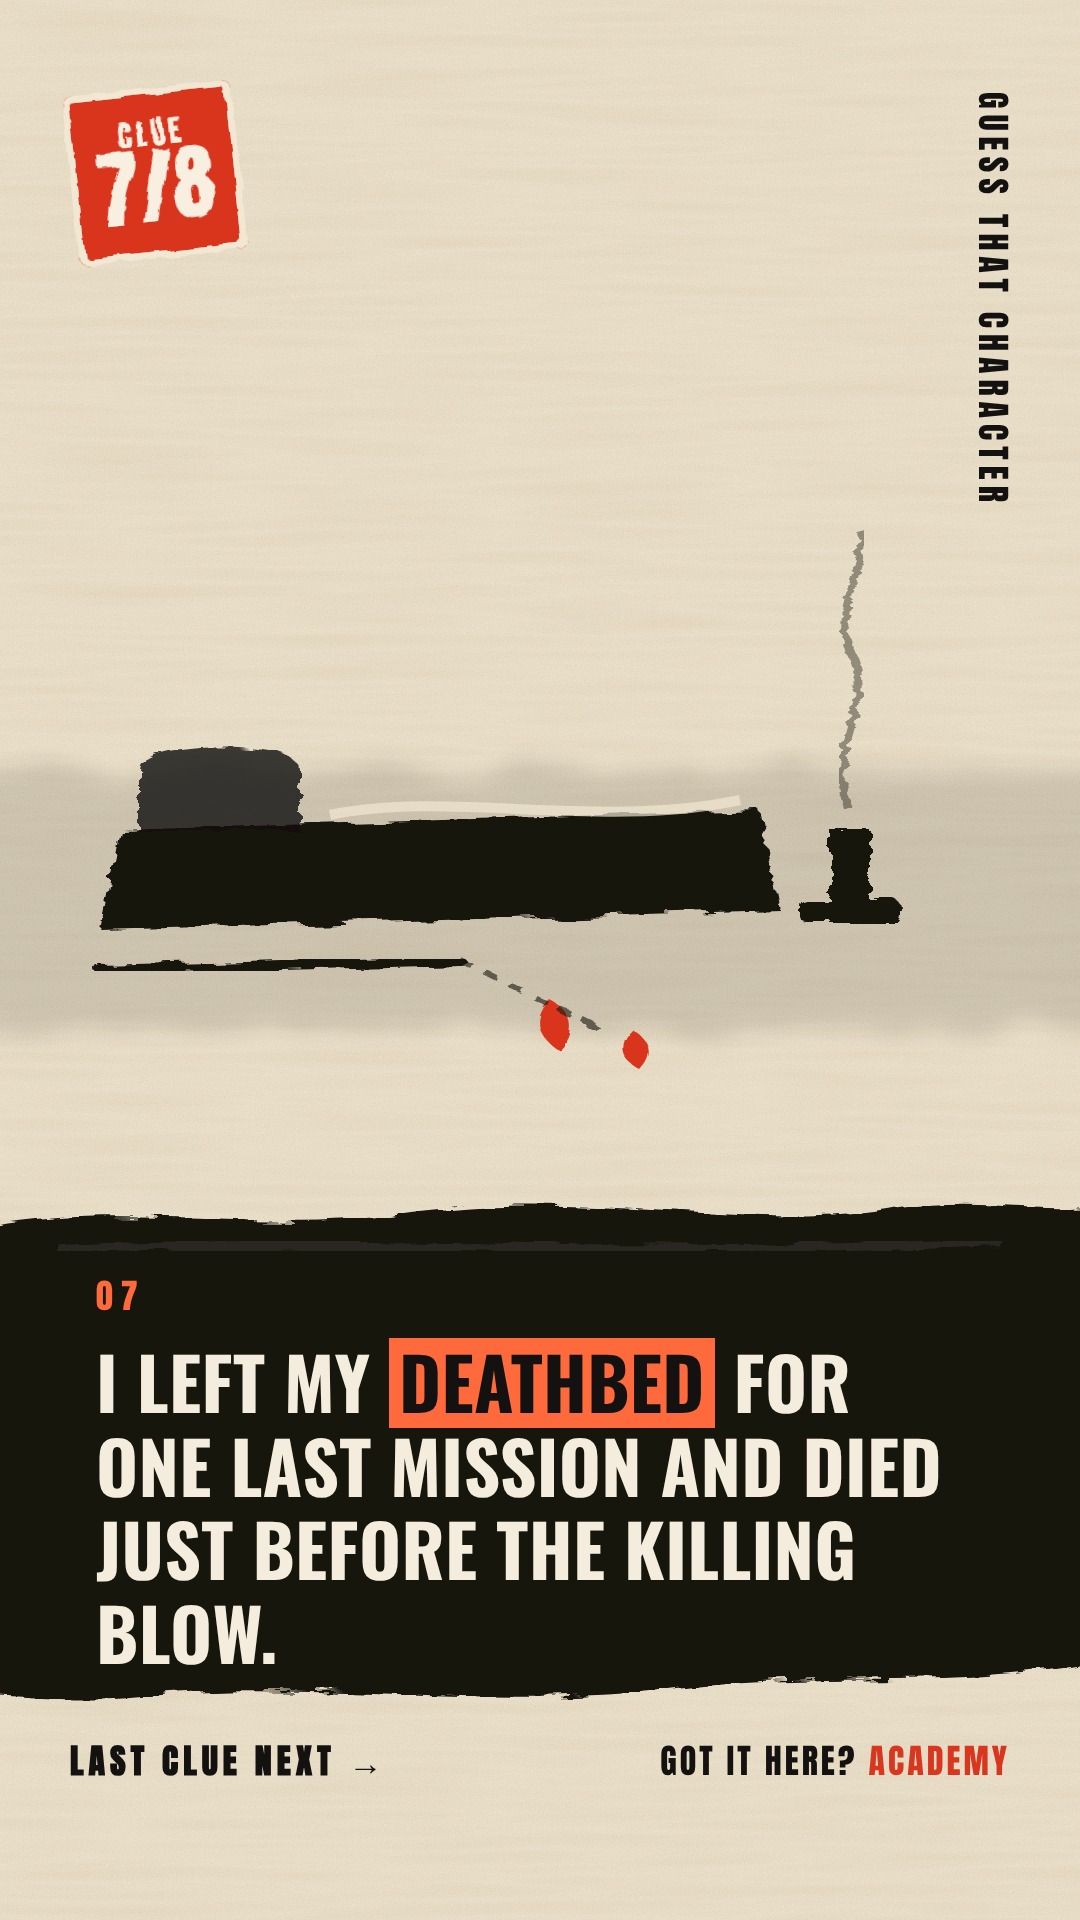 CLUE
7/8
GUESS THAT CHARACTER
07
I LEFT MY DEATHBED FOR
ONE LAST MISSION AND DIED
JUST BEFORE THE KILLING
BLOW.
LAST CLUE NEXT →
GOT IT HERE? ACADEMY